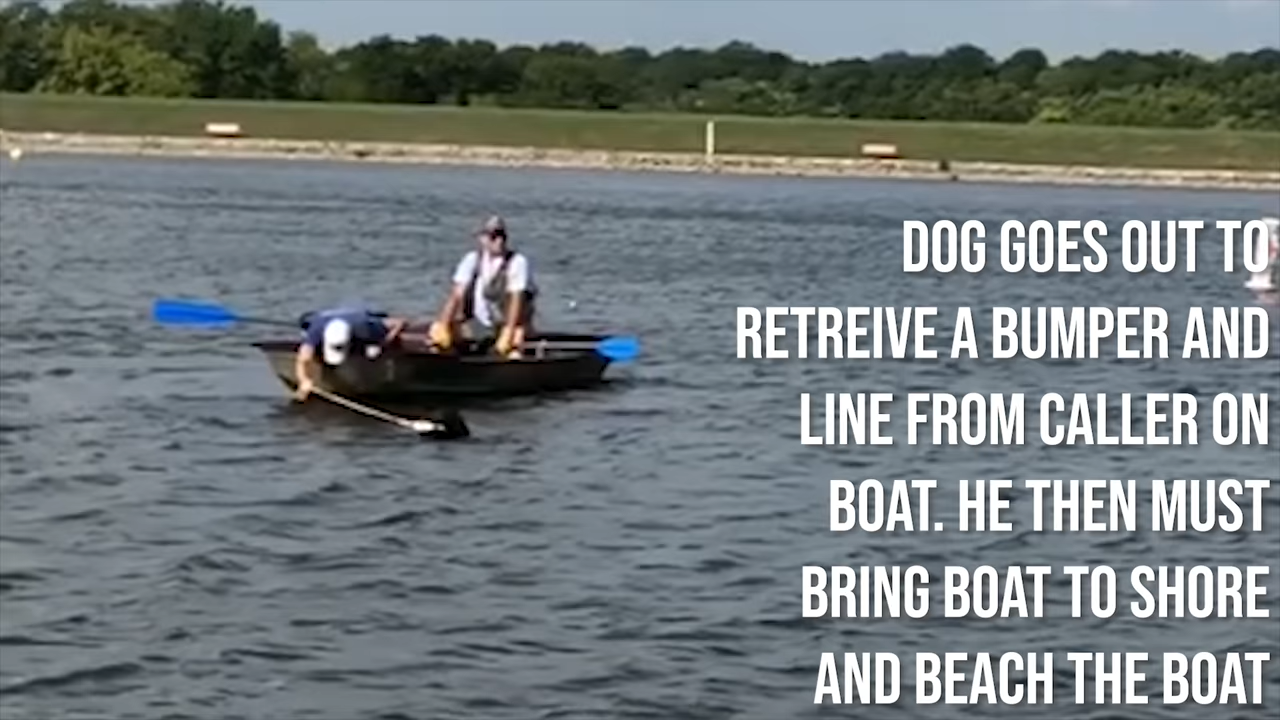 DOG GOES OUT TO
RETREIVE A BUMPER AND
LINE FROM CALLER ON
BOAT. HE THEN MUST
BRING BOAT TO SHORE
AND BEACH THE BOAT